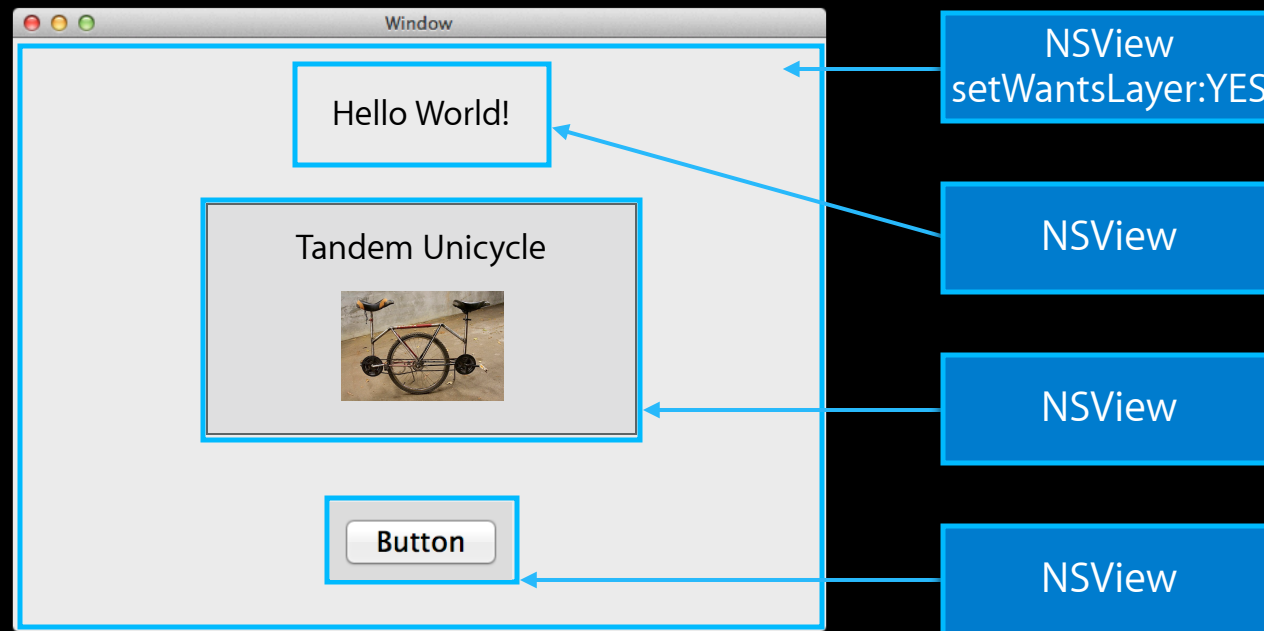 Window
NSView
setWantsLayer:YES
Hello World!
NSView
Tandem Unicycle
NSView
Button
NSView